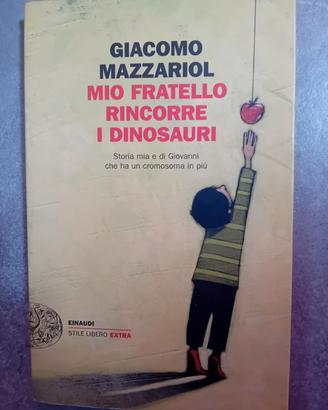 GIACOMO
MAZZARIOL
MIO FRATELLO
RINCORRE
I DINOSAURI
Storia mia e di Giovanni
che ha un cromosoma in più
EINAUDI
STILE LIBERO EXTRA